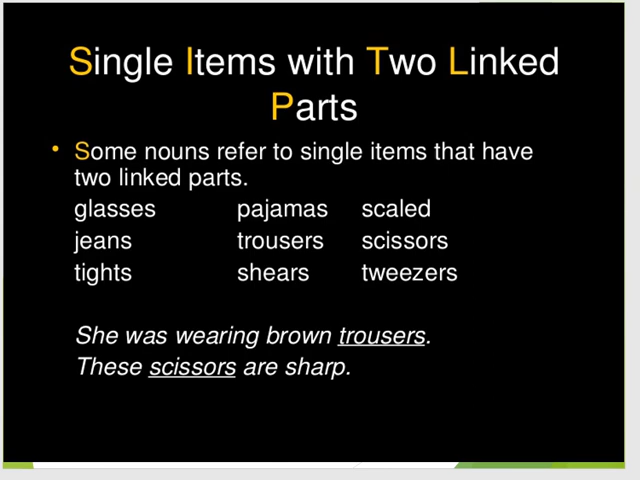 Single Items with Two Linked
Parts
• Some nouns refer to single items that have
two linked parts.
glasses pajamas scaled
jeans trousers scissors
tights shears tweezers
She was wearing brown trousers.
These scissors are sharp.